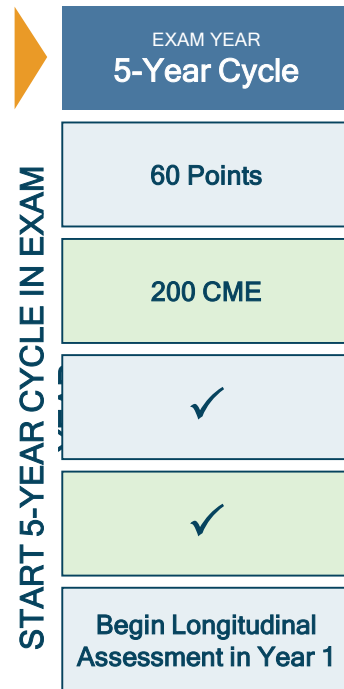 EXAM YEAR
5-Year Cycle
60 Points
200 CME
✓
✓
Begin Longitudinal
Assessment in Year 1
START 5-YEAR CYCLE IN EXAM